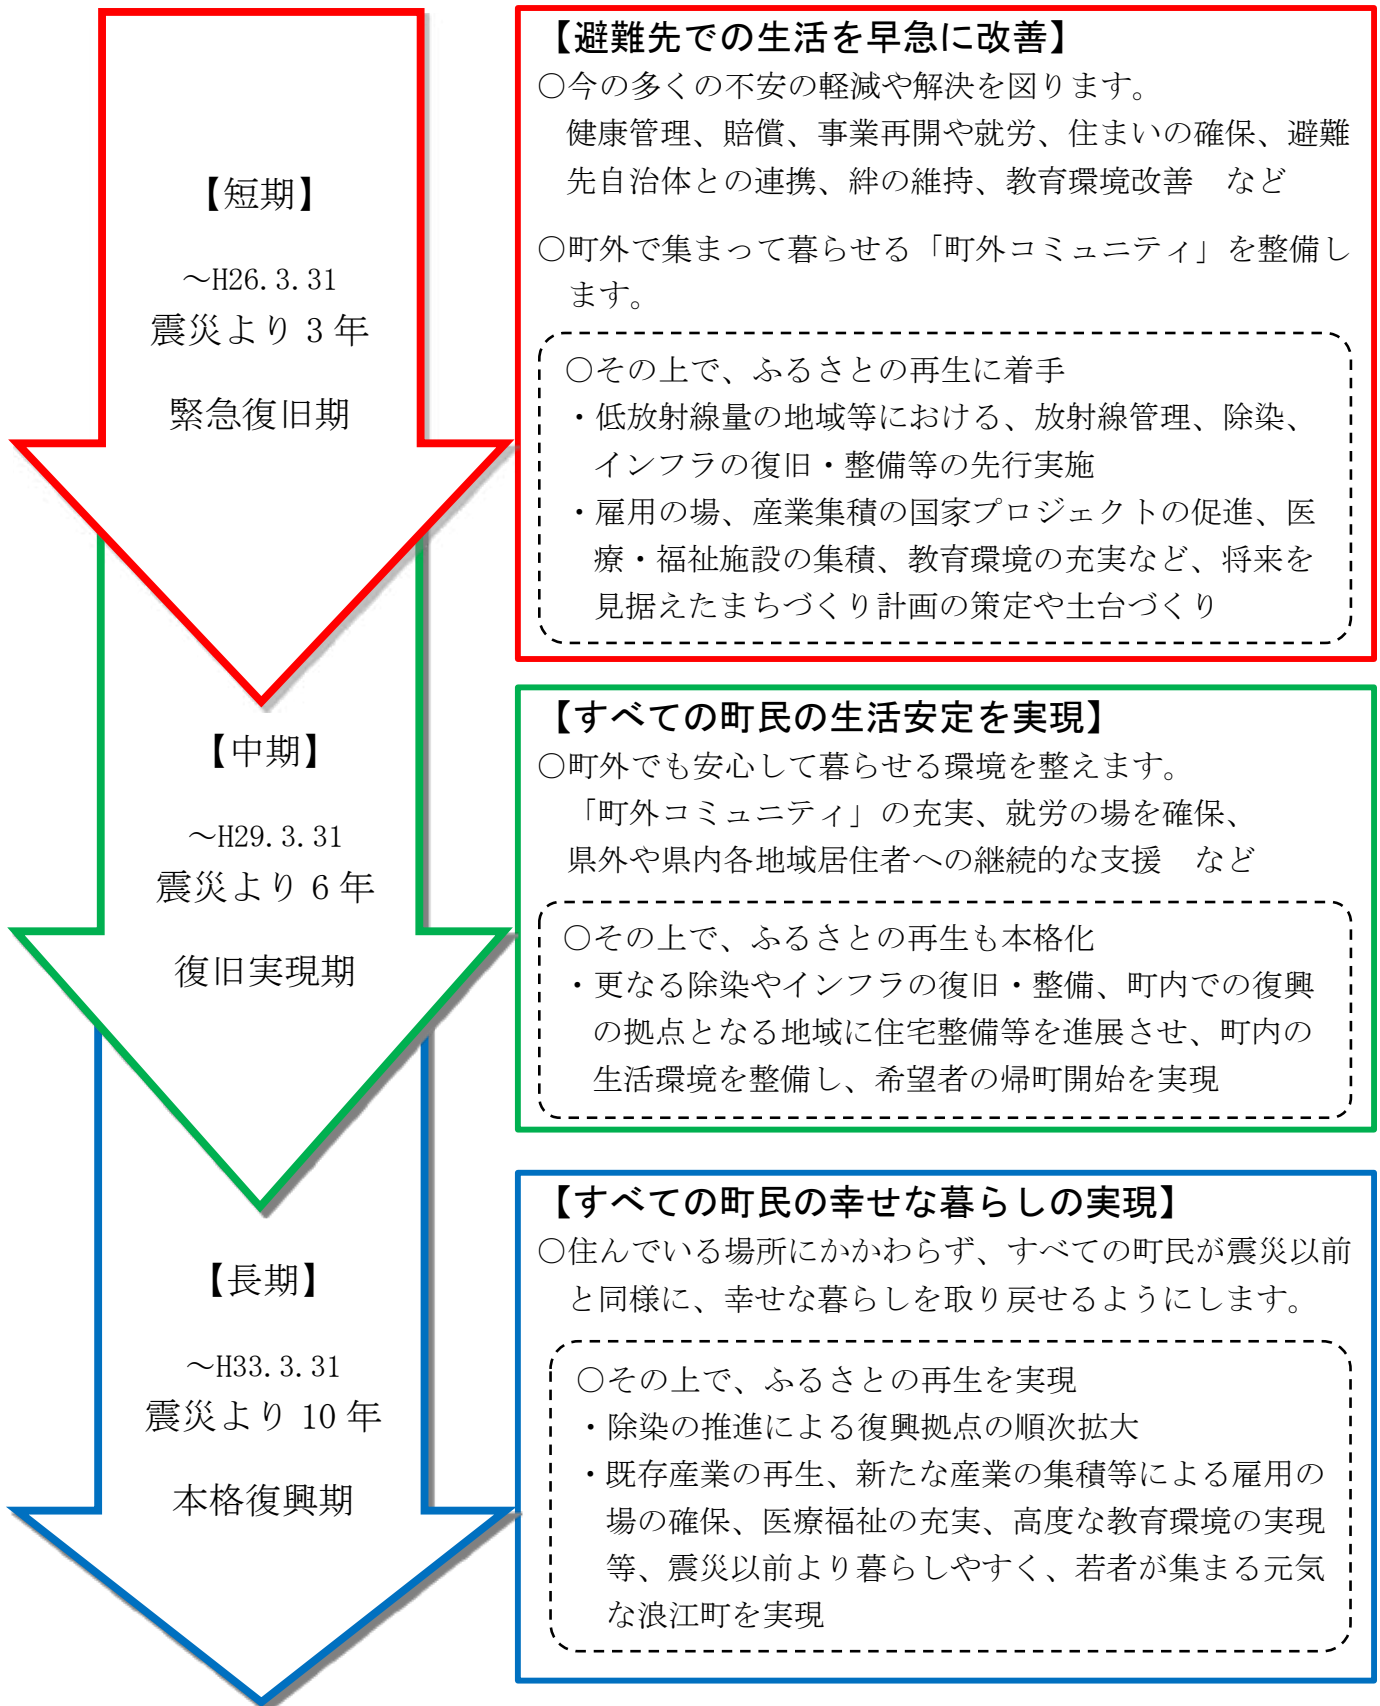 【短期】
～H26.3.31
震災より 3 年
緊急復旧期
【避難先での生活を早急に改善】
○今の多くの不安の軽減や解決を図ります。
健康管理、賠償、事業再開や就労、住まいの確保、避難
先自治体との連携、絆の維持、教育環境改善　など
○町外で集まって暮らせる「町外コミュニティ」を整備し
ます。
○その上で、ふるさとの再生に着手
・低放射線量の地域等における、放射線管理、除染、
インフラの復旧・整備等の先行実施
・雇用の場、産業集積の国家プロジェクトの促進、医
療・福祉施設の集積、教育環境の充実など、将来を
見据えたまちづくり計画の策定や土台づくり
【中期】
～H29.3.31
震災より 6 年
復旧実現期
【すべての町民の生活安定を実現】
○町外でも安心して暮らせる環境を整えます。
「町外コミュニティ」の充実、就労の場を確保、
県外や県内各地域居住者への継続的な支援　など
○その上で、ふるさとの再生も本格化
・更なる除染やインフラの復旧・整備、町内での復興
の拠点となる地域に住宅整備等を進展させ、町内の
生活環境を整備し、希望者の帰町開始を実現
【長期】
～H33.3.31
震災より 10 年
本格復興期
【すべての町民の幸せな暮らしの実現】
○住んでいる場所にかかわらず、すべての町民が震災以前
と同様に、幸せな暮らしを取り戻せるようにします。
○その上で、ふるさとの再生を実現
・除染の推進による復興拠点の順次拡大
・既存産業の再生、新たな産業の集積等による雇用の
場の確保、医療福祉の充実、高度な教育環境の実現
等、震災以前より暮らしやすく、若者が集まる元気
な浪江町を実現